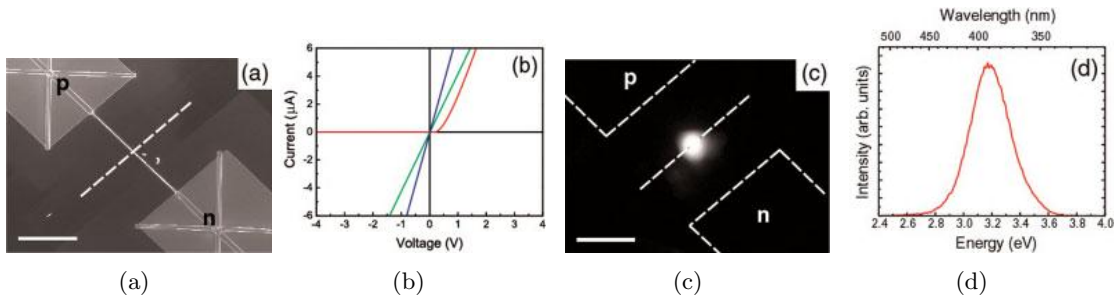 (a)
p
n
(b)
6
4
2
0
-2
-4
-6
Current (μA)
-4 -3 -2 -1 0 1 2 3 4
Voltage (V)
(c)
p
n
Wavelength (nm)
500 450 400 350
(d)
Intensity (arb. units)
2.4 2.6 2.8 3.0 3.2 3.4 3.6 3.8 4.0
Energy (eV)
(a) (b) (c) (d)